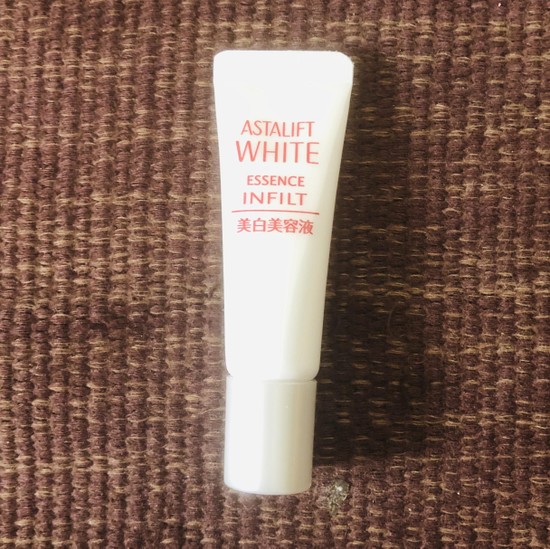 ASTALIFT
WHITE
ESSENCE
INFILT
美白美容液